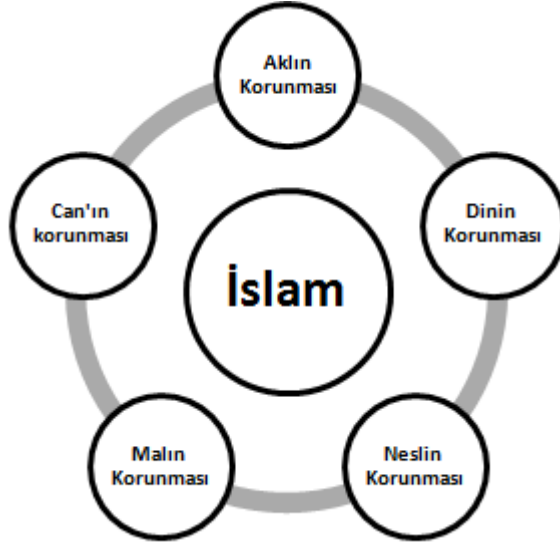 Aklın
Korunması
Can'ın
korunması
Dinin
Korunması
İslam
Malın
Korunması
Neslin
Korunması